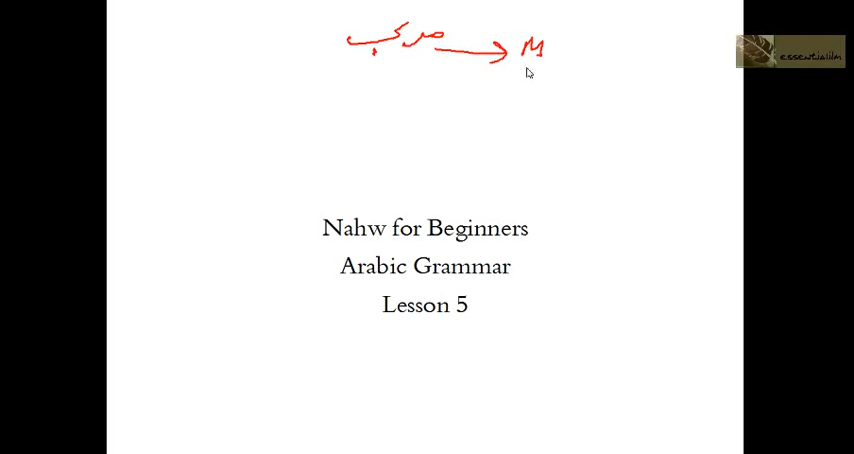 مركب → M
essentialilm
Nahw for Beginners
Arabic Grammar
Lesson 5